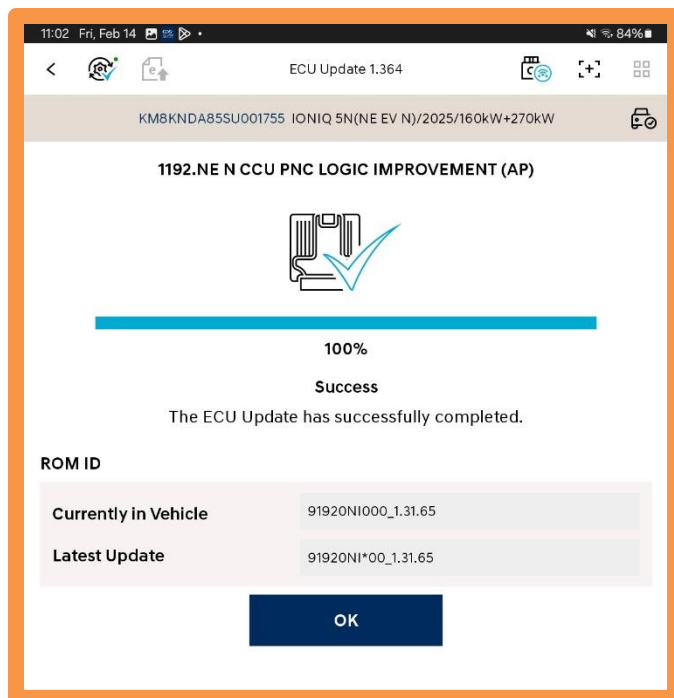 11:02 Fri, Feb 14 84%
ECU Update 1.364
KM8KNDA85SU001755 IONIQ 5N(NE EV N)/2025/160kW+270kW
1192.NE N CCU PNC LOGIC IMPROVEMENT (AP)
100%
Success
The ECU Update has successfully completed.
ROM ID
Currently in Vehicle 91920NI000_1.31.65
Latest Update 91920NI*00_1.31.65
OK